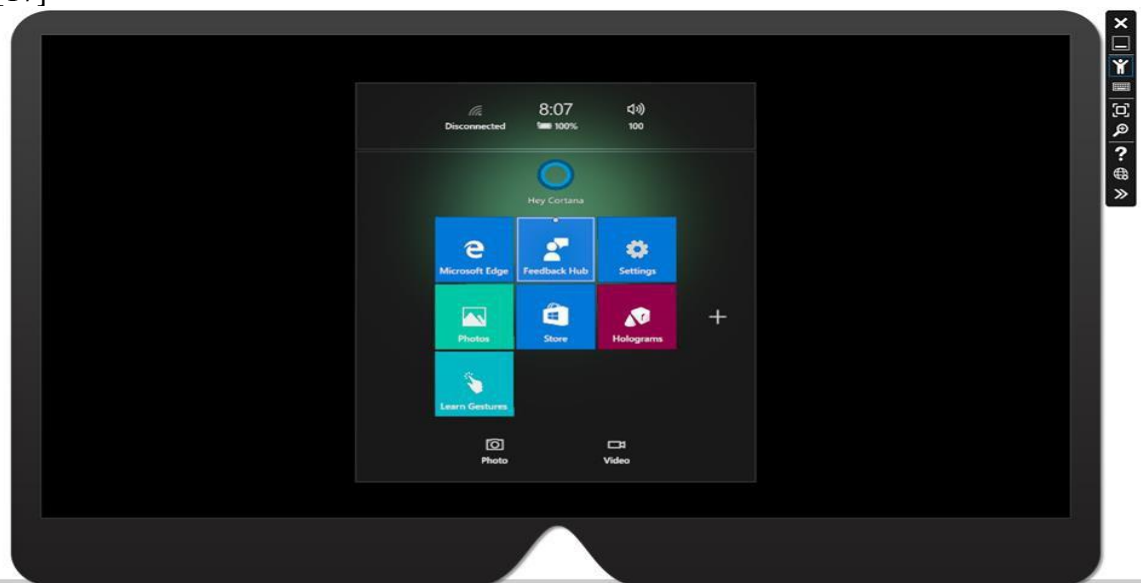 8:07
Disconnected 100% 100
Hey Cortana
Microsoft Edge Feedback Hub Settings
Photos Store Holograms
Learn Gestures
Photo Video